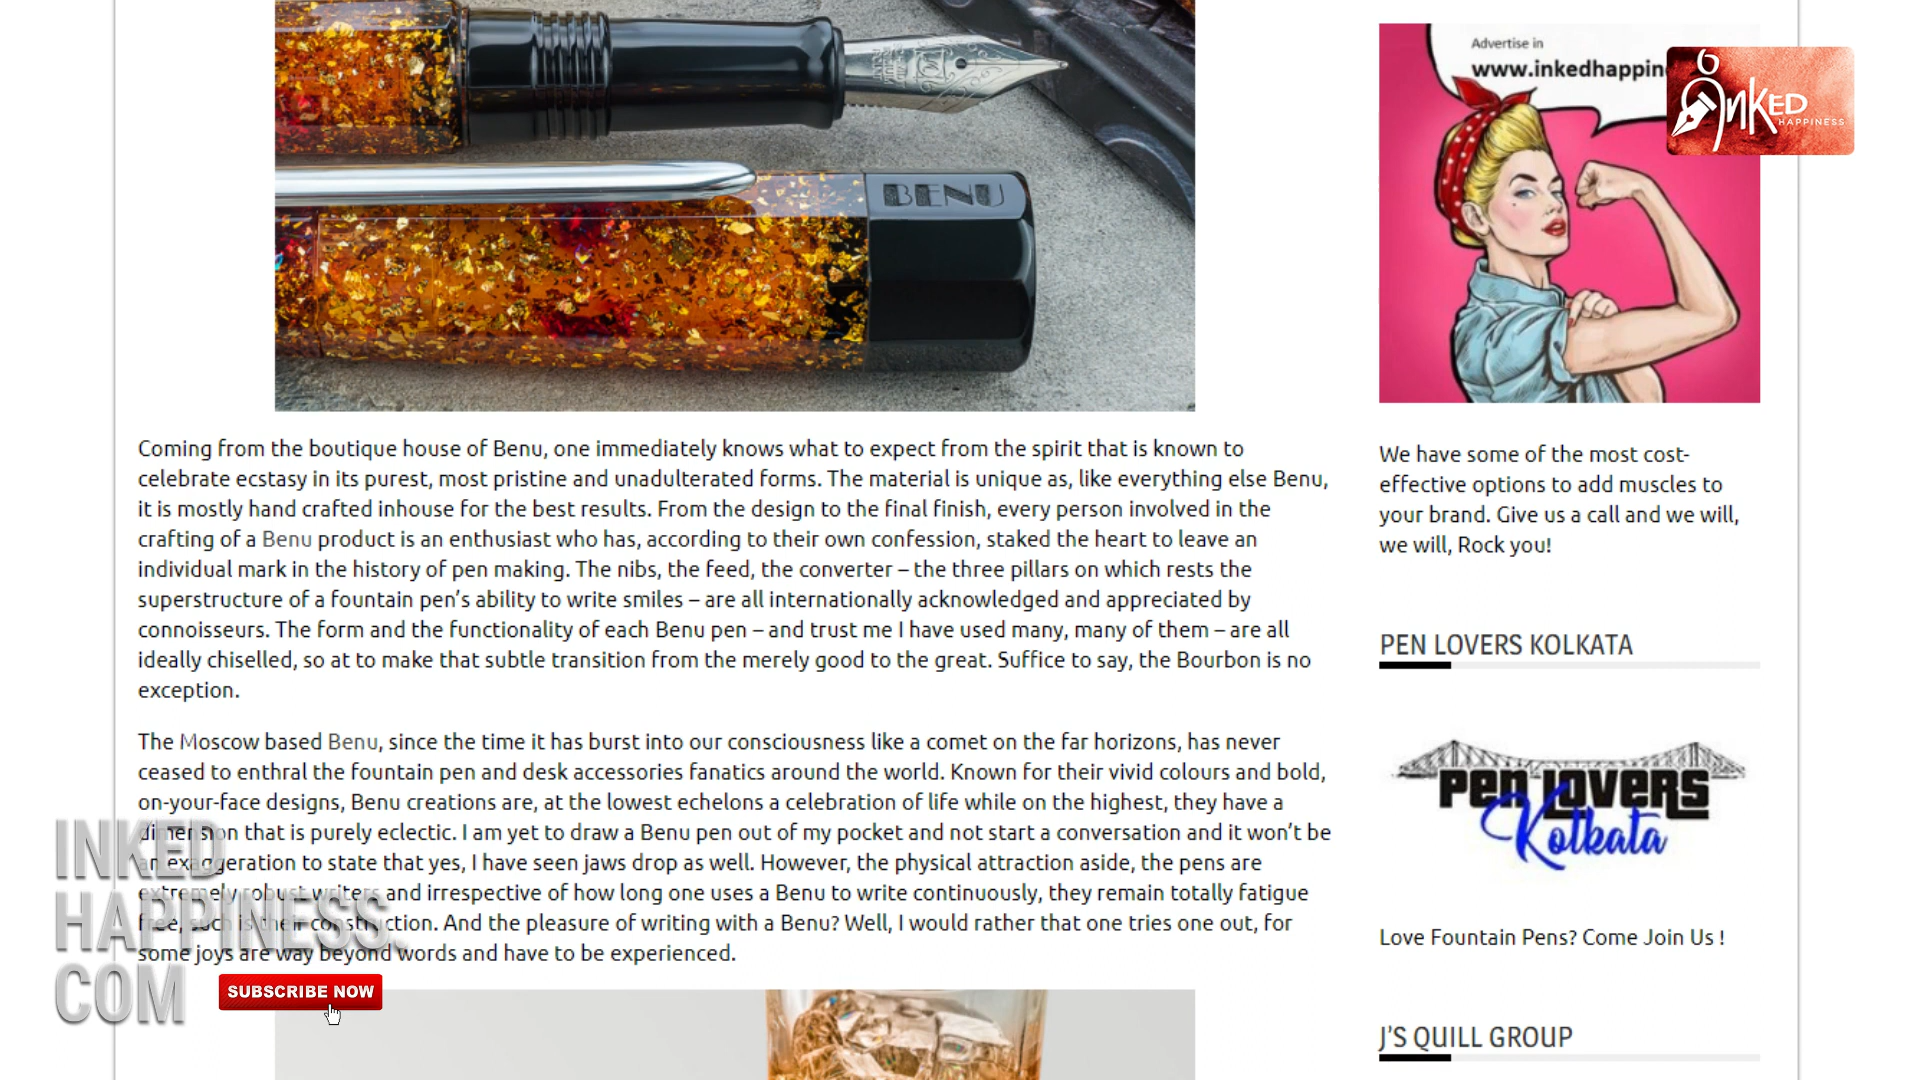 BENU
Coming from the boutique house of Benu, one immediately knows what to expect from the spirit that is known to
celebrate ecstasy in its purest, most pristine and unadulterated forms. The material is unique as, like everything else Benu,
it is mostly hand crafted inhouse for the best results. From the design to the final finish, every person involved in the
crafting of a Benu product is an enthusiast who has, according to their own confession, staked the heart to leave an
individual mark in the history of pen making. The nibs, the feed, the converter – the three pillars on which rests the
superstructure of a fountain pen’s ability to write smiles – are all internationally acknowledged and appreciated by
connoisseurs. The form and the functionality of each Benu pen – and trust me I have used many, many of them – are all
ideally chiselled, so at to make that subtle transition from the merely good to the great. Suffice to say, the Bourbon is no
exception.
The Moscow based Benu, since the time it has burst into our consciousness like a comet on the far horizons, has never
ceased to enthral the fountain pen and desk accessories fanatics around the world. Known for their vivid colours and bold,
on-your-face designs, Benu creations are, at the lowest echelons a celebration of life while on the highest, they have a
dimension that is purely eclectic. I am yet to draw a Benu pen out of my pocket and not start a conversation and it won’t be
an exaggeration to state that yes, I have seen jaws drop as well. However, the physical attraction aside, the pens are
extremely robust writers and irrespective of how long one uses a Benu to write continuously, they remain totally fatigue
free, such is their construction. And the pleasure of writing with a Benu? Well, I would rather that one tries one out, for
some joys are way beyond words and have to be experienced.
INKED
HAPPINESS.
COM
SUBSCRIBE NOW
Advertise in
www.inkedhappin
INKED
HAPPINESS
We have some of the most cost-
effective options to add muscles to
your brand. Give us a call and we will,
we will, Rock you!
PEN LOVERS KOLKATA
PEN LOVERS
Kolkata
Love Fountain Pens? Come Join Us !
J’S QUILL GROUP